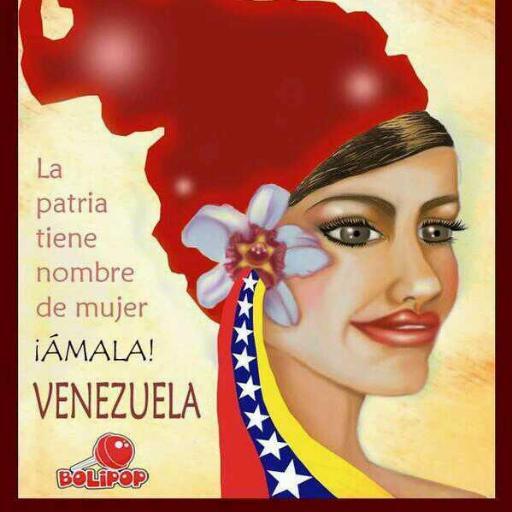 La
patria
tiene
nombre
de mujer
¡ÁMALA!
VENEZUELA
BOLiPOP